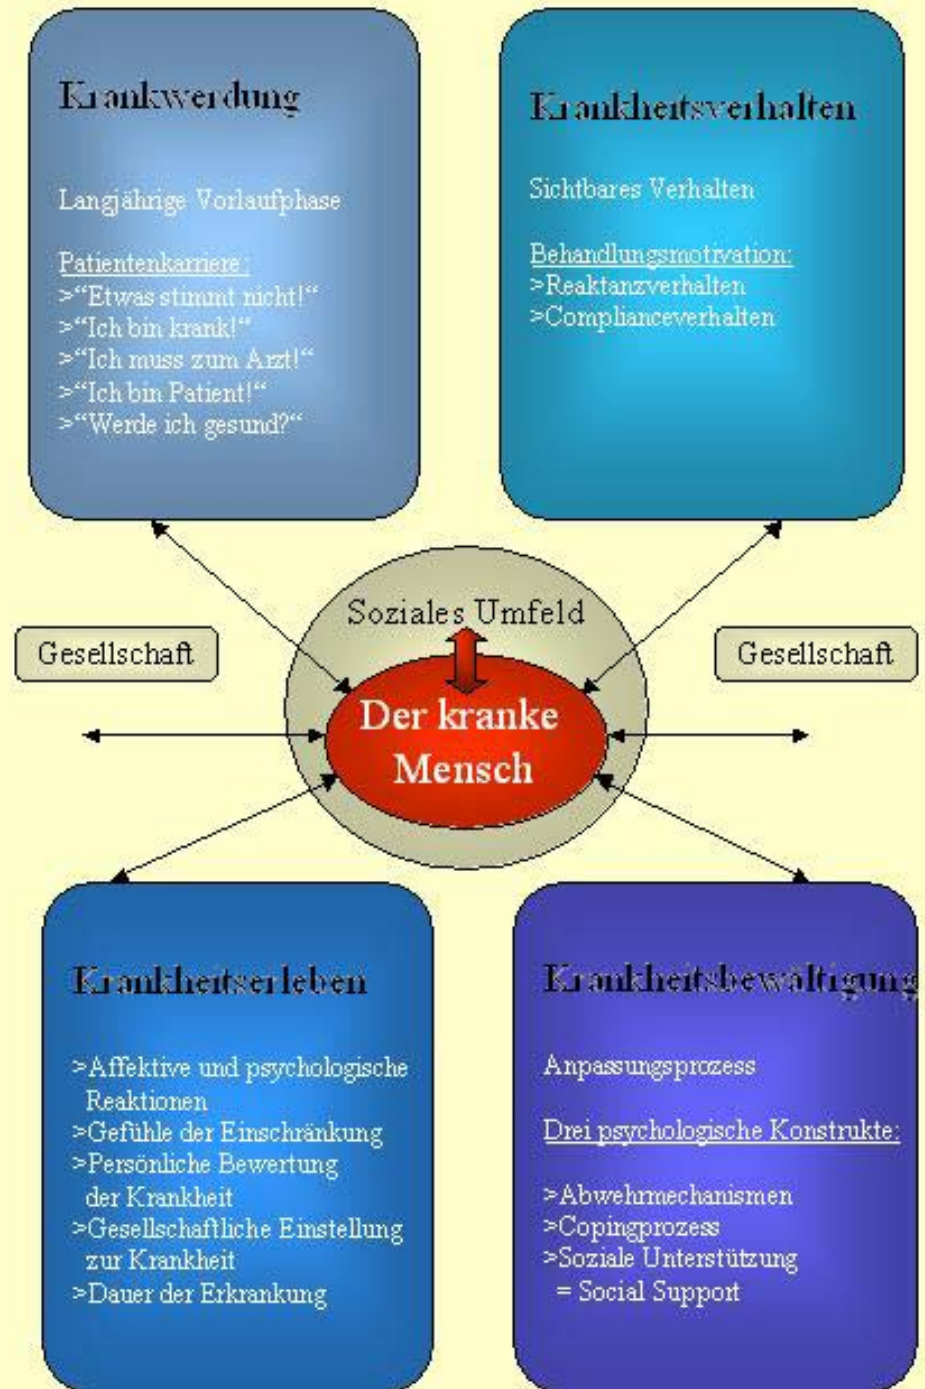 Krankwerdung
Langjährige Vorlaufphase
Patientenkarriere:
>“Etwas stimmt nicht!“
>“Ich bin krank!“
>“Ich muss zum Arzt!“
>“Ich bin Patient!“
>“Werde ich gesund?“
Krankheitsverhalten
Sichtbares Verhalten
Behandlungsmotivation:
>Reaktanzverhalten
>Complianceverhalten
Soziales Umfeld
Gesellschaft
Gesellschaft
Der kranke
Mensch
Krankheitserleben
>Affektive und psychologische
Reaktionen
>Gefühle der Einschränkung
>Persönliche Bewertung
der Krankheit
>Gesellschaftliche Einstellung
zur Krankheit
>Dauer der Erkrankung
Krankheitsbewältigung
Anpassungsprozess
Drei psychologische Konstrukte:
>Abwehrmechanismen
>Copingprozess
>Soziale Unterstützung
= Social Support